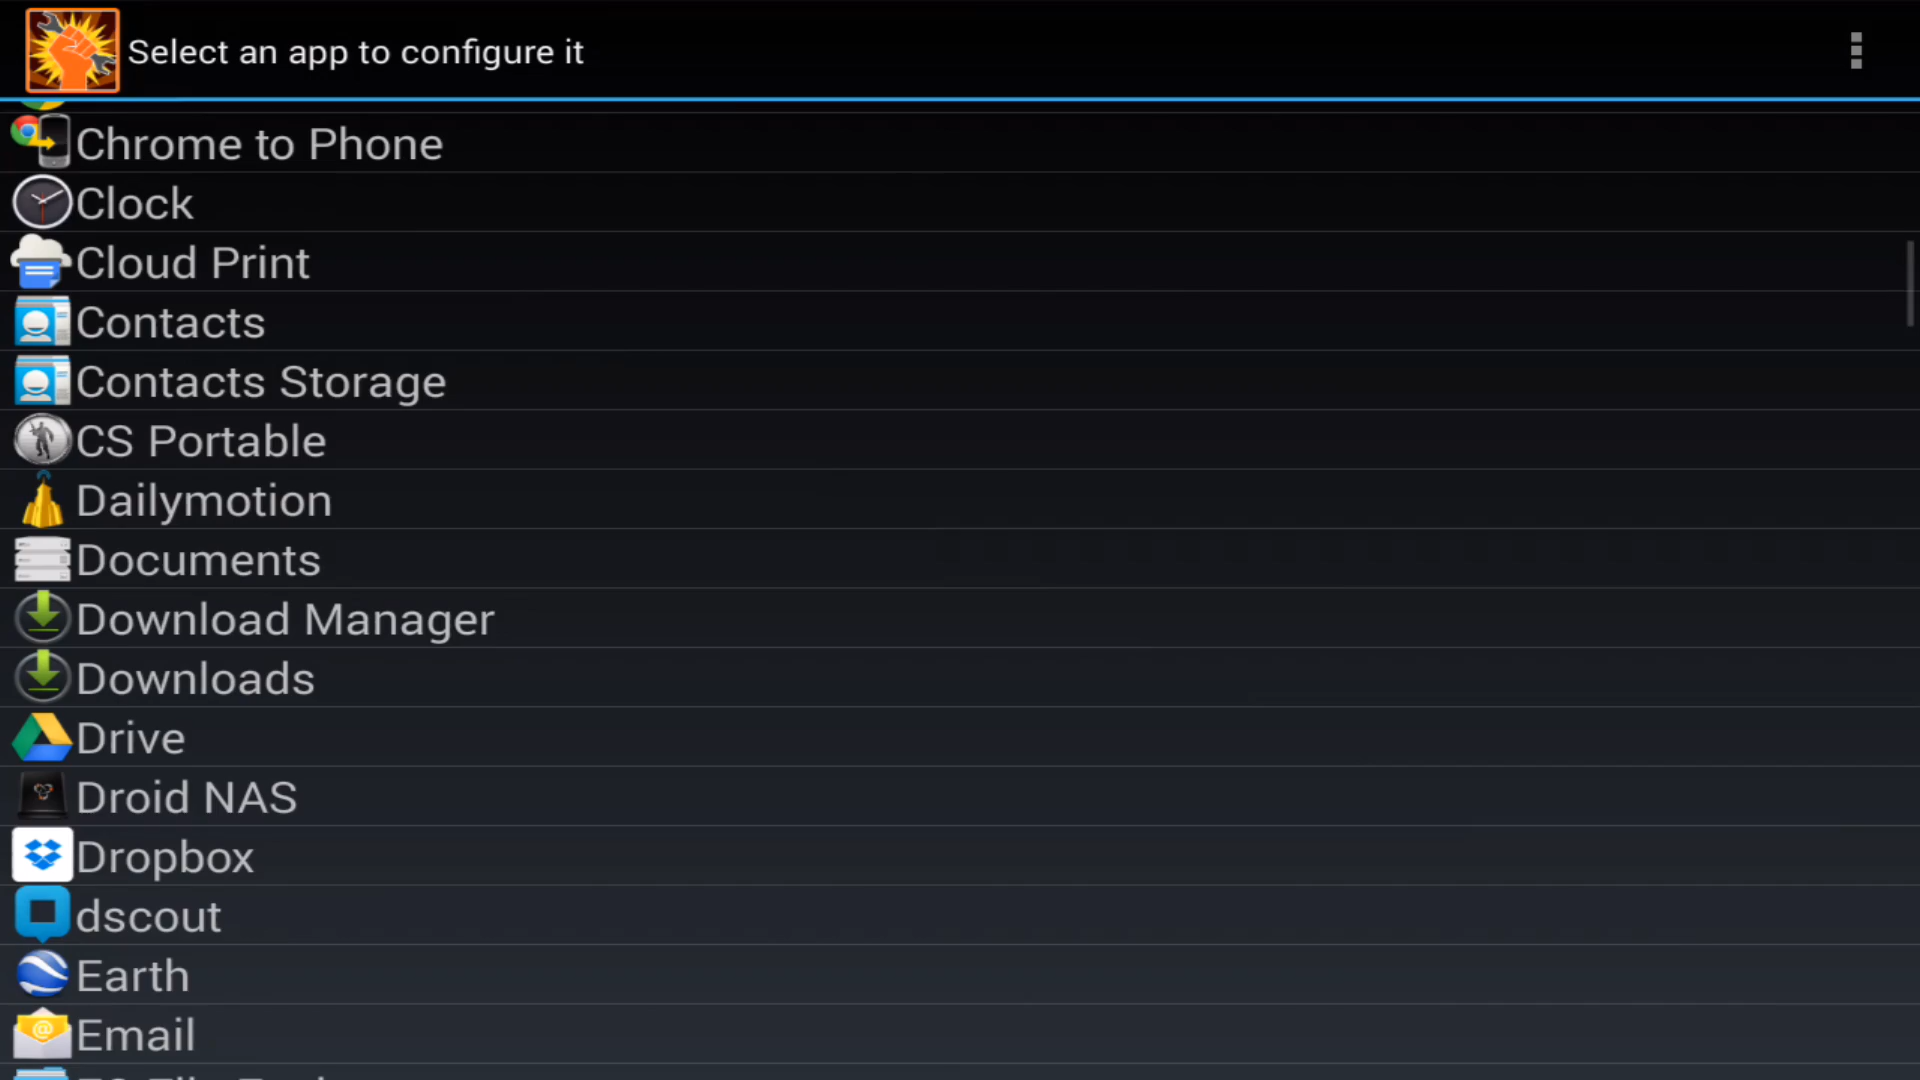 Select an app to configure it
Chrome to Phone
Clock
Cloud Print
Contacts
Contacts Storage
CS Portable
Dailymotion
Documents
Download Manager
Downloads
Drive
Droid NAS
Dropbox
dscout
Earth
Email